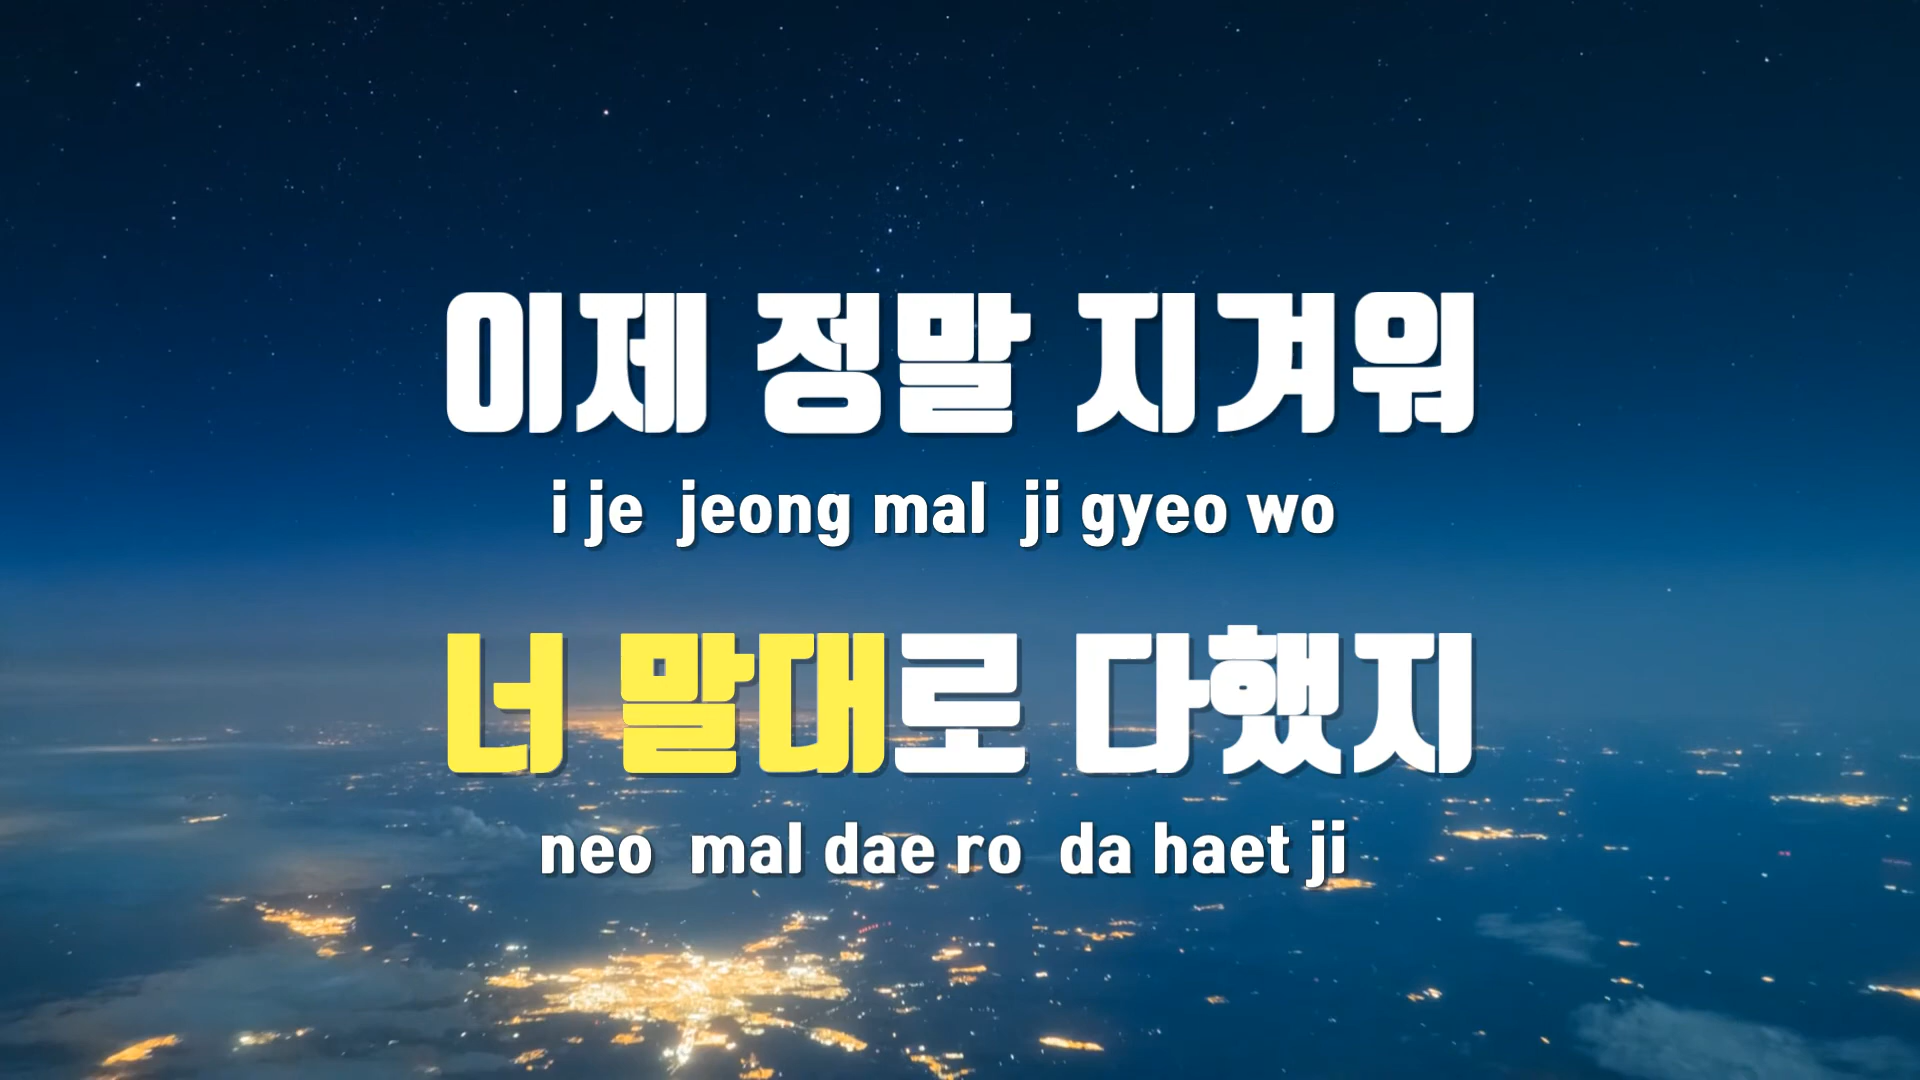 이제 정말 지겨워
i je jeong mal ji gyeo wo
너 말대로 다했지
neo mal dae ro da haet ji